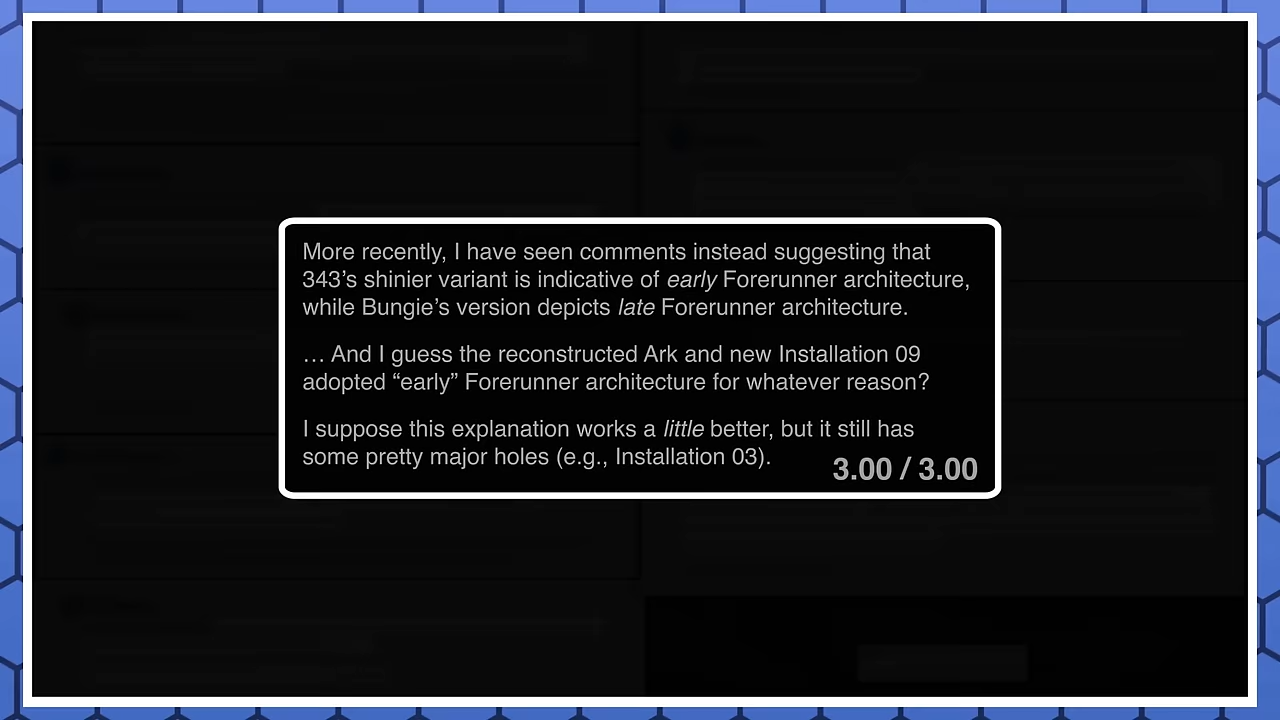 More recently, I have seen comments instead suggesting that
343’s shinier variant is indicative of early Forerunner architecture,
while Bungie’s version depicts late Forerunner architecture.
… And I guess the reconstructed Ark and new Installation 09
adopted “early” Forerunner architecture for whatever reason?
I suppose this explanation works a little better, but it still has
some pretty major holes (e.g., Installation 03).
3.00 / 3.00